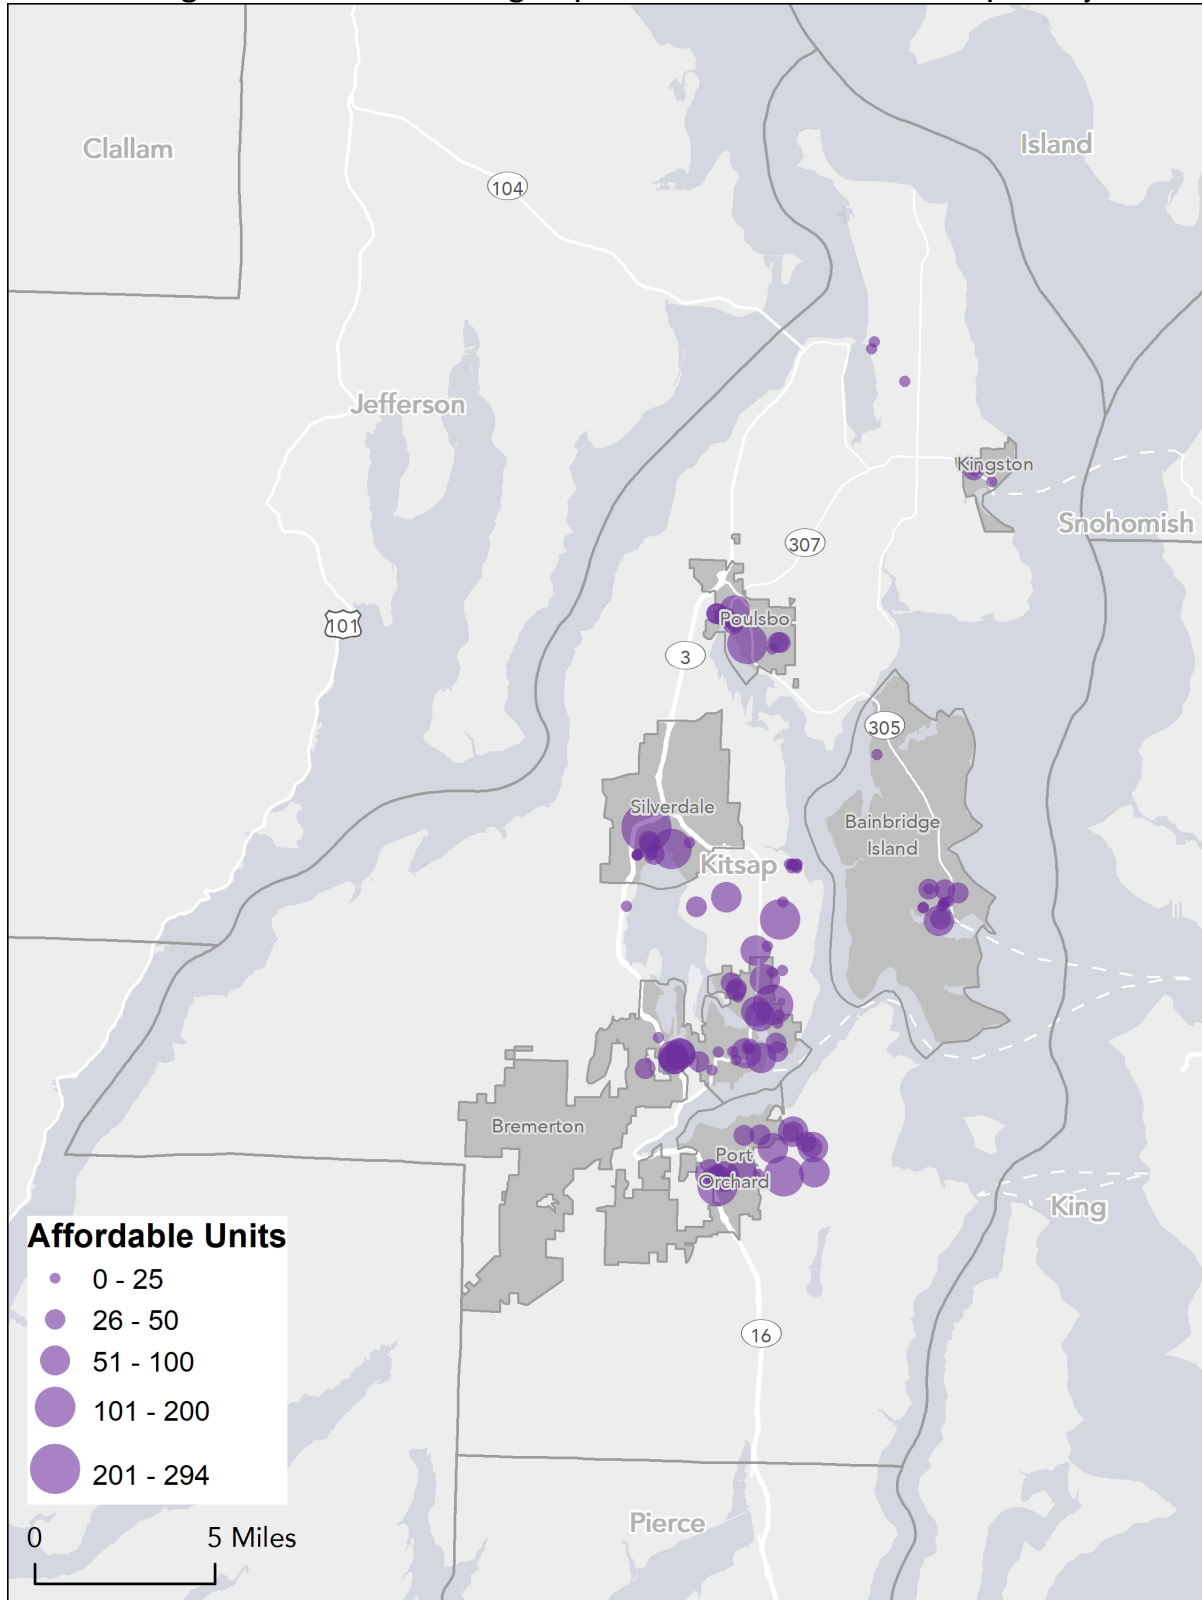 Clallam
Island
104
Jefferson
Kingston
Snohomish
307
101
Poulsbo
3
305
Silverdale
Bainbridge
Island
Kitsap
Bremerton
Port
Orchard
King
Affordable Units
0 - 25
26 - 50
51 - 100
101 - 200
201 - 294
16
Pierce
0
5 Miles